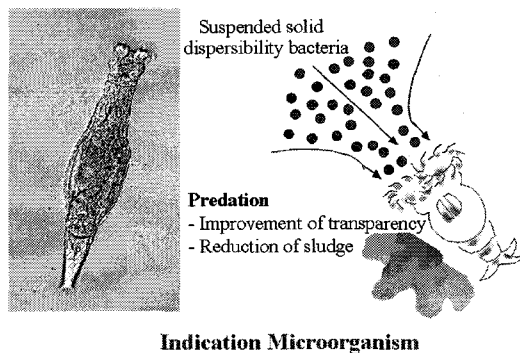 Suspended solid
dispersibility bacteria
Predation
- Improvement of transparency
- Reduction of sludge
Indication Microorganism